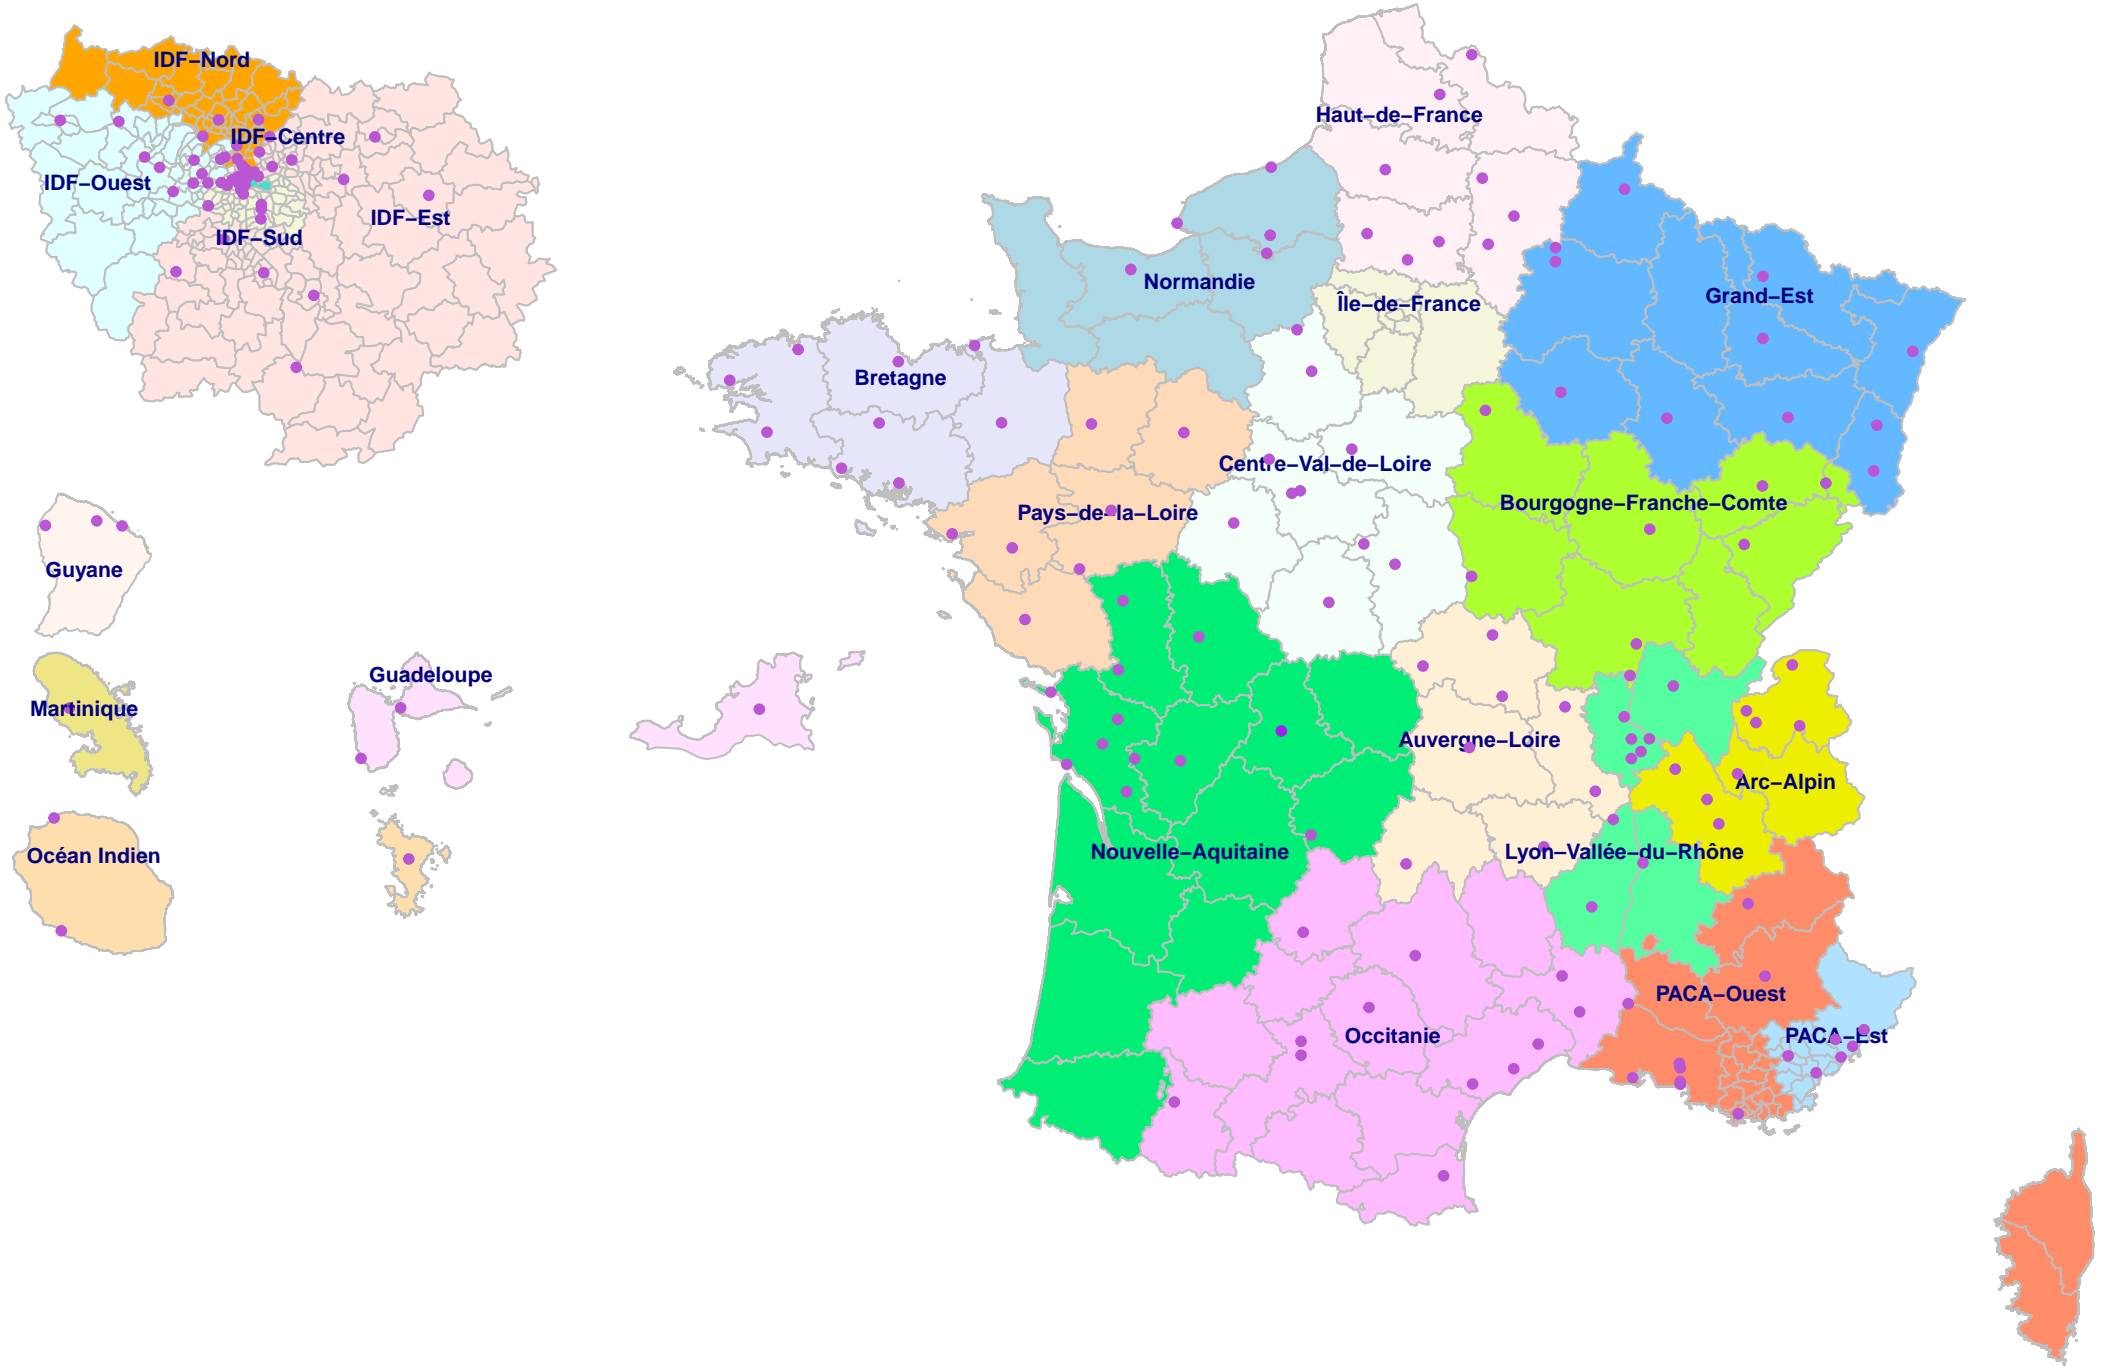 IDF−Nord
Haut−de−France
IDF−Centre
IDF−Ouest
IDF−Est
IDF−Sud
Normandie
Île−de−France
Grand−Est
Bretagne
Centre−Val−de−Loire
Bourgogne−Franche−Comte
Pays−de−la−Loire
Guyane
Guadeloupe
Martinique
Auvergne−Loire
Arc−Alpin
Océan Indien
Nouvelle−Aquitaine
Lyon−Vallée−du−Rhône
PACA−Ouest
Occitanie
PACA−Est